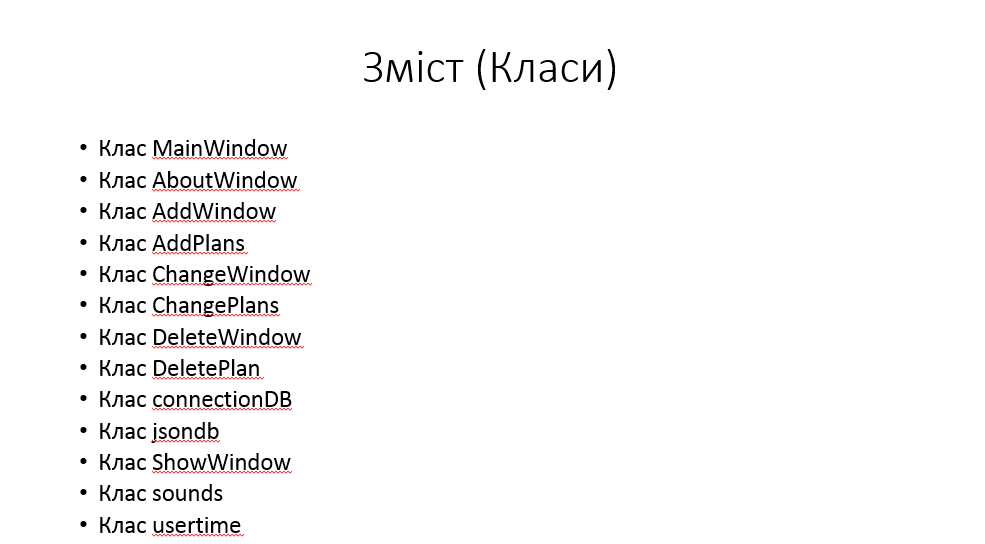 Зміст (Класи)
• Клас MainWindow
• Клас AboutWindow
• Клас AddWindow
• Клас AddPlans
• Клас ChangeWindow
• Клас ChangePlans
• Клас DeleteWindow
• Клас DeletePlan
• Клас connectionDB
• Клас jsondb
• Клас ShowWindow
• Клас sounds
• Клас usertime